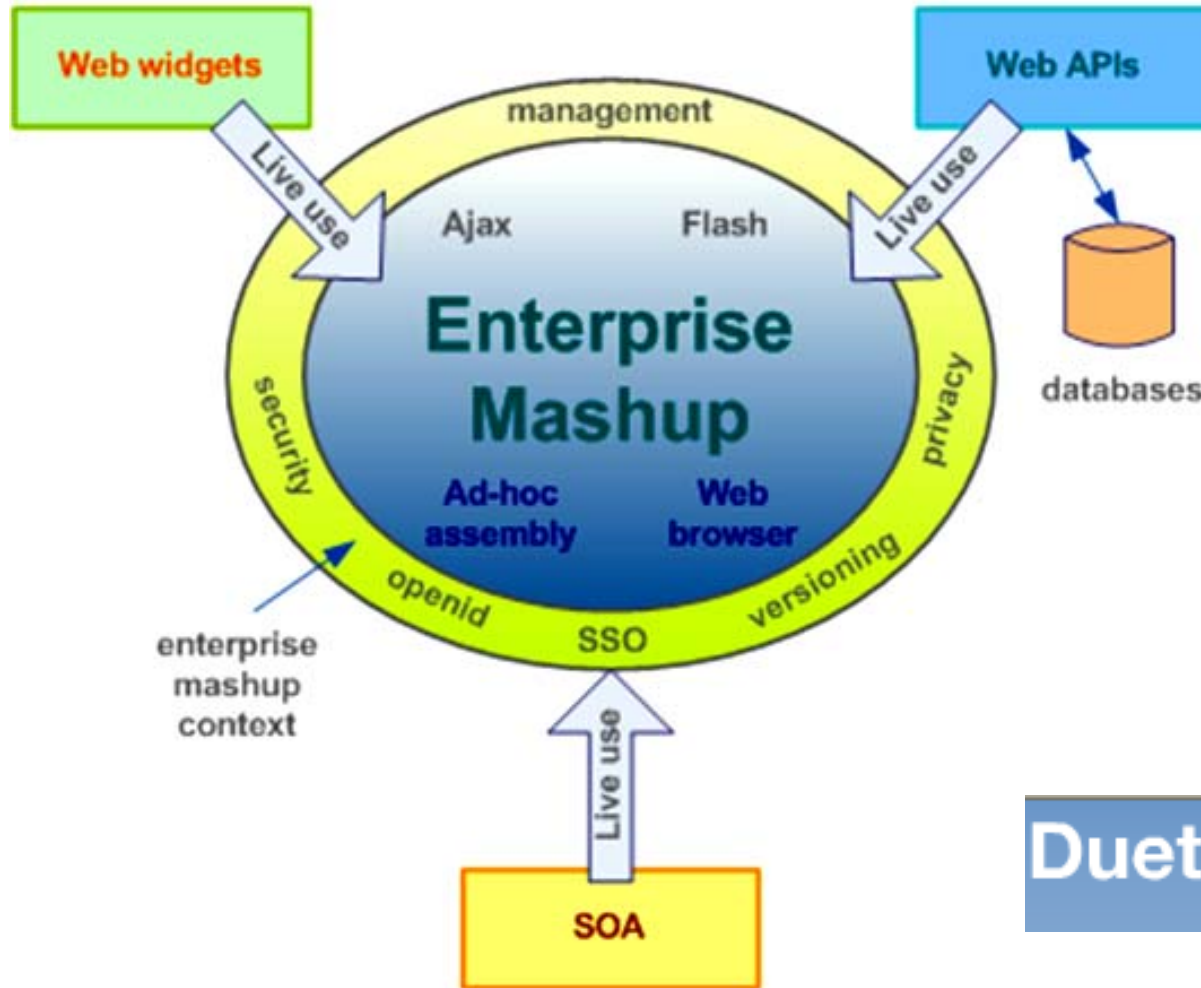 Web widgets
Web APIs
management
Live use
Live use
Ajax
Flash
Enterprise
Mashup
security
privacy
databases
Ad-hoc
assembly
Web
browser
openid
SSO
versioning
enterprise
mashup
context
Live use
SOA
Duet